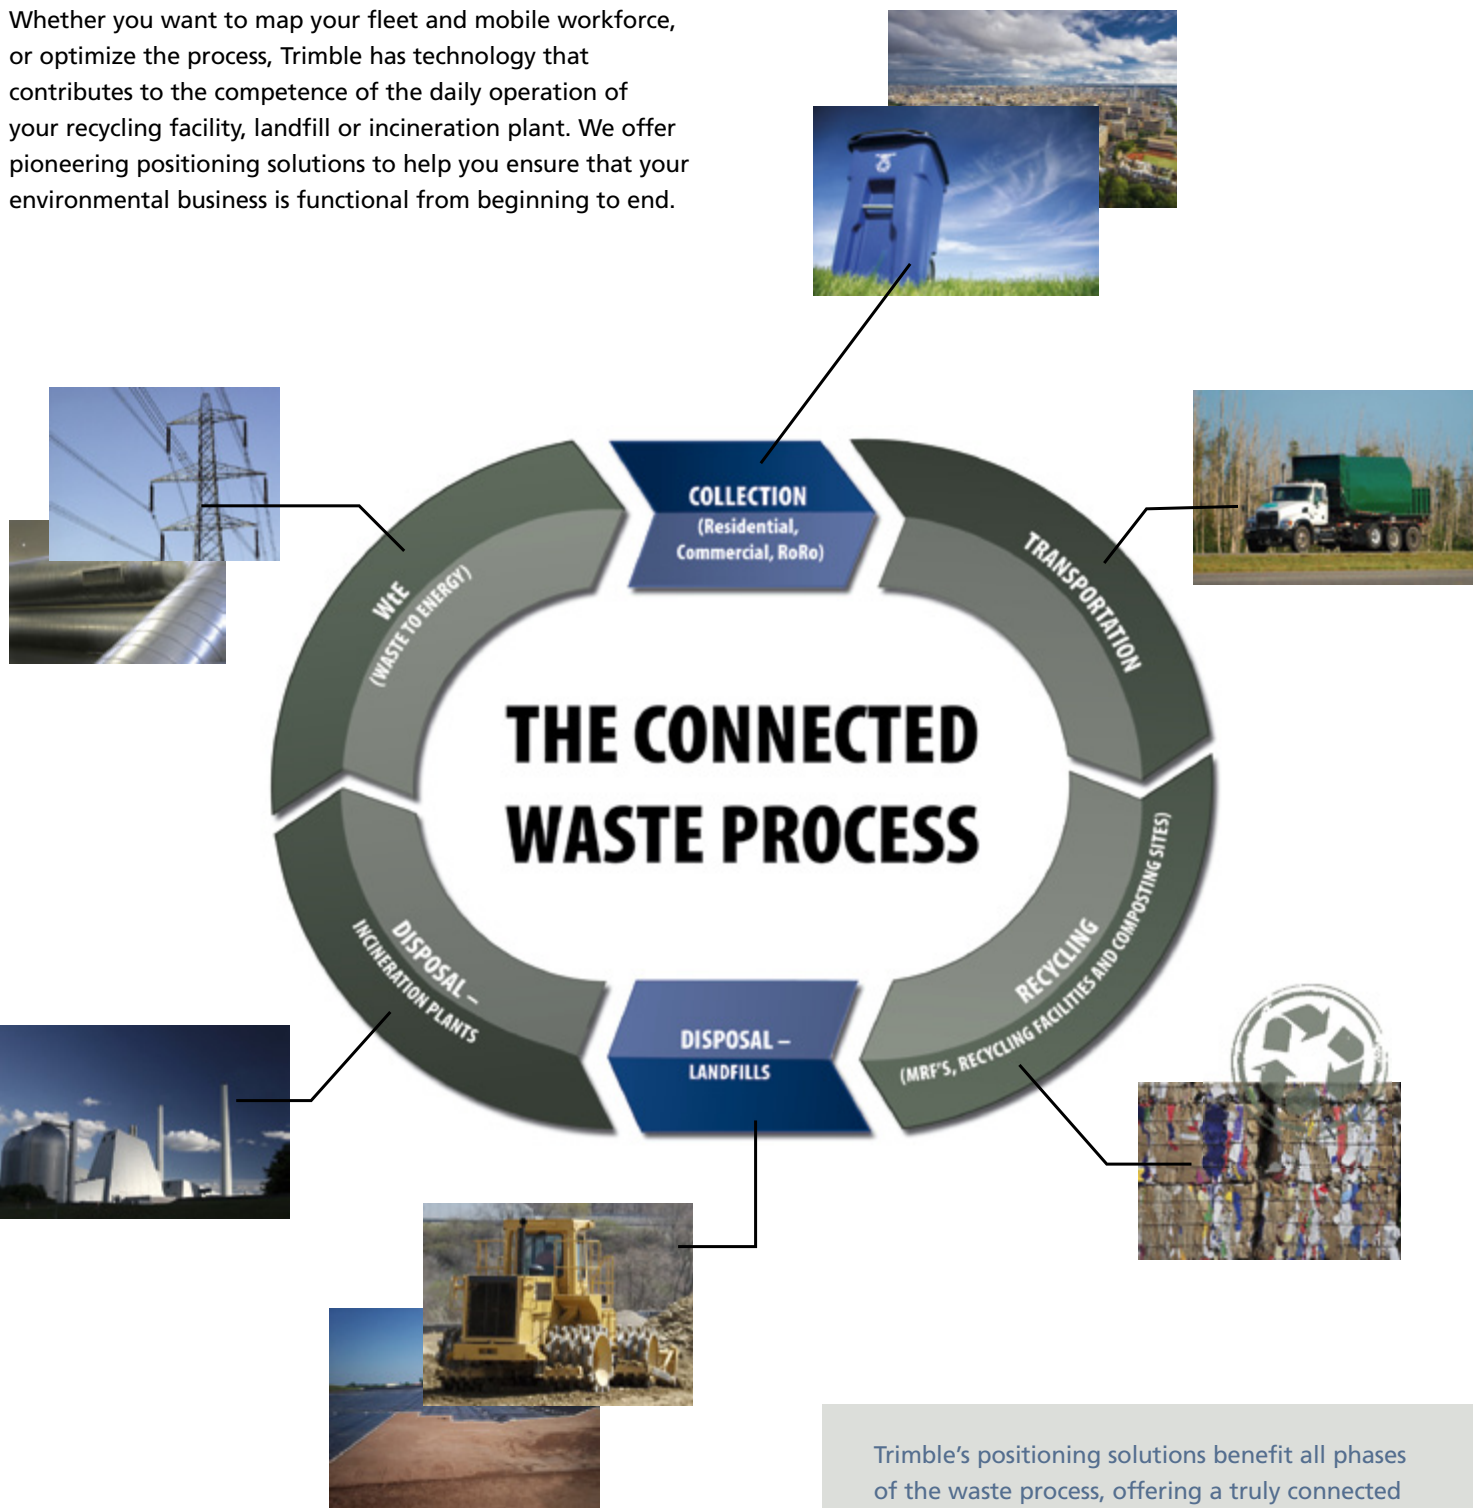 Whether you want to map your fleet and mobile workforce,
or optimize the process, Trimble has technology that
contributes to the competence of the daily operation of
your recycling facility, landfill or incineration plant. We offer
pioneering positioning solutions to help you ensure that your
environmental business is functional from beginning to end.
COLLECTION
(Residential,
Commercial, RoRo)
TRANSPORTATION
WtE
(WASTE TO ENERGY)
THE CONNECTED
WASTE PROCESS
RECYCLING
(MRF'S, RECYCLING FACILITIES AND COMPOSTING SITES)
DISPOSAL –
INCINERATION PLANTS
DISPOSAL –
LANDFILLS
Trimble's positioning solutions benefit all phases
of the waste process, offering a truly connected